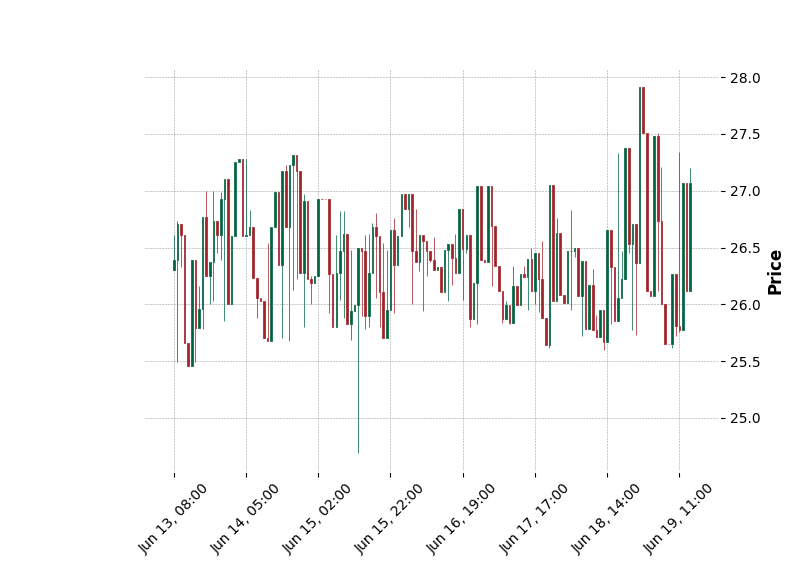 28.0
27.5
27.0
26.5
26.0
25.5
25.0
Price
Jun 13, 08:00
Jun 14, 05:00
Jun 15, 02:00
Jun 15, 22:00
Jun 16, 19:00
Jun 17, 17:00
Jun 18, 14:00
Jun 19, 11:00